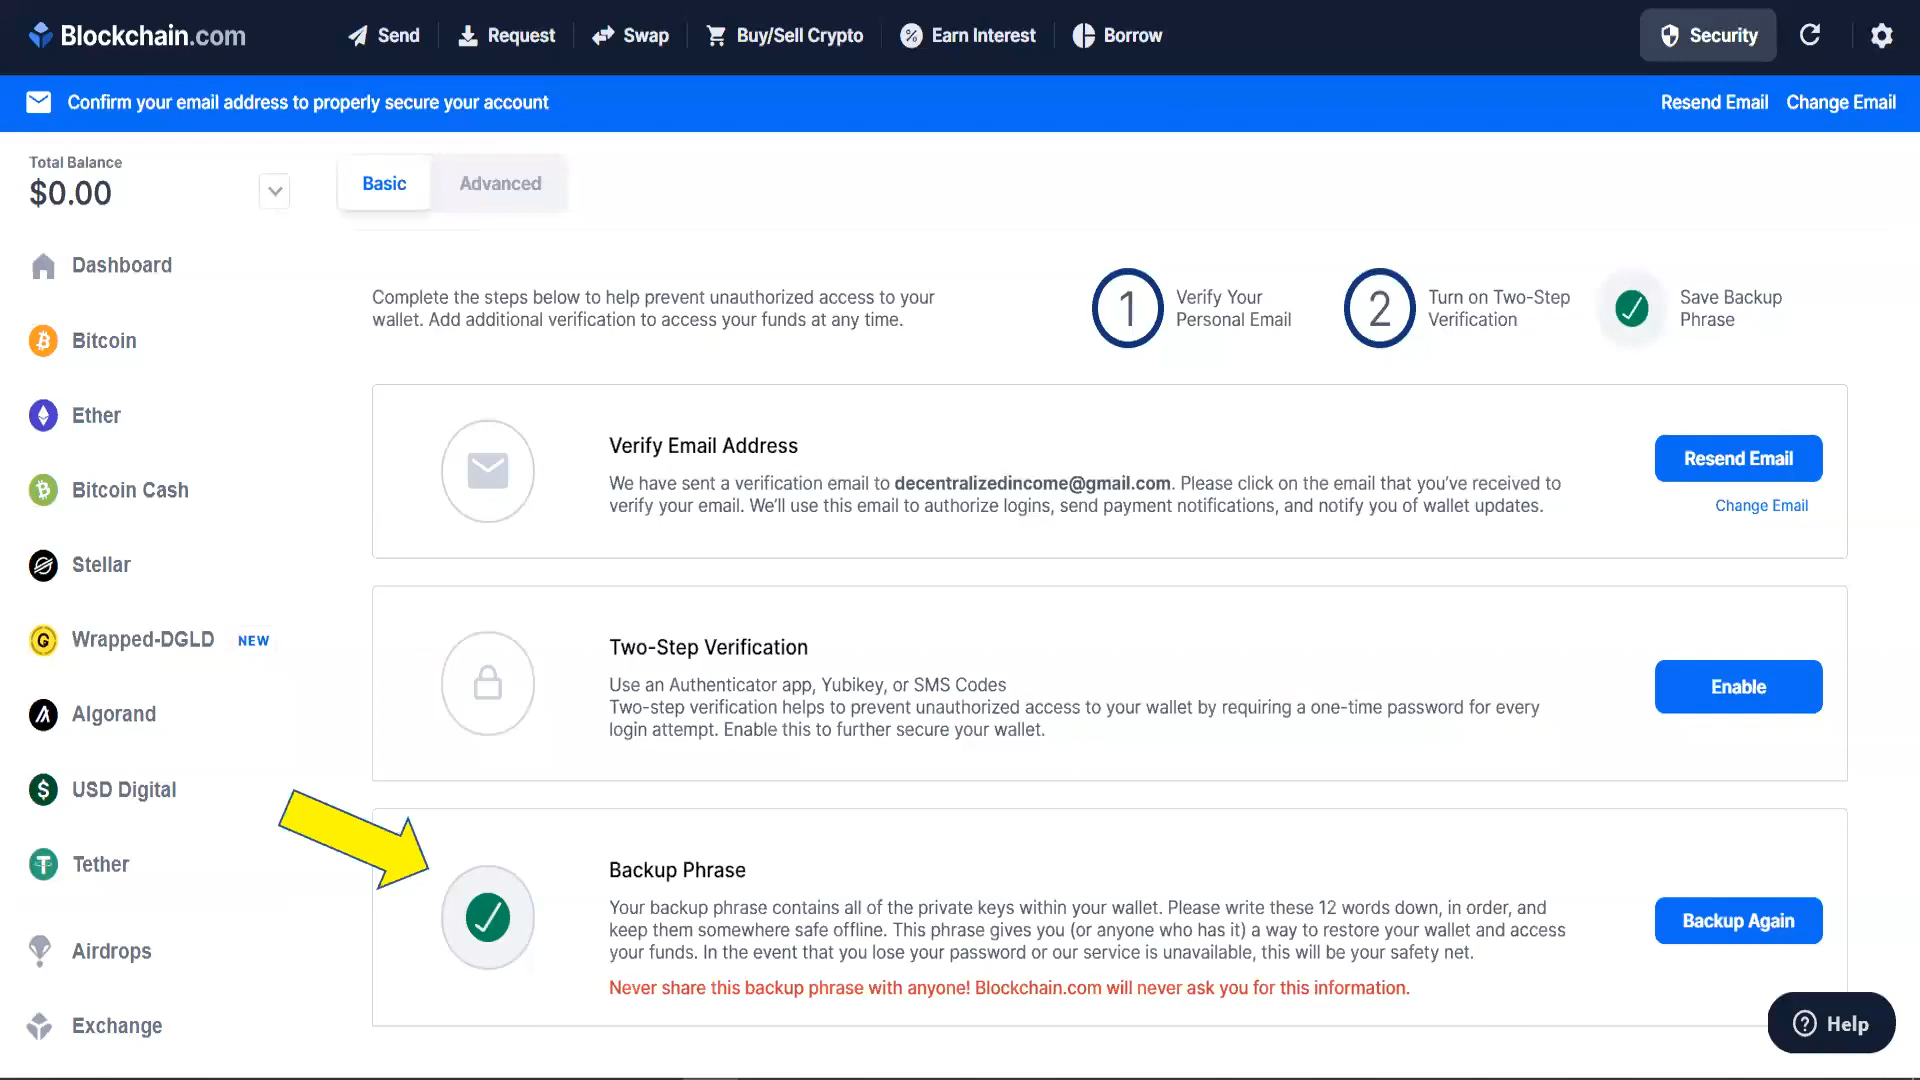 Blockchain.com
Send
Request
Swap
Buy/Sell Crypto
Earn Interest
Borrow
Security
Confirm your email address to properly secure your account
Resend Email
Change Email
Total Balance
$0.00
Basic
Advanced
Dashboard
Bitcoin
Ether
Bitcoin Cash
Stellar
Wrapped-DGLD NEW
Algorand
USD Digital
Tether
Airdrops
Exchange
Complete the steps below to help prevent unauthorized access to your
wallet. Add additional verification to access your funds at any time.
1
Verify Your
Personal Email
2
Turn on Two-Step
Verification
Save Backup
Phrase
Verify Email Address
We have sent a verification email to decentralizedincome@gmail.com. Please click on the email that you've received to
verify your email. We'll use this email to authorize logins, send payment notifications, and notify you of wallet updates.
Resend Email
Change Email
Two-Step Verification
Use an Authenticator app, Yubikey, or SMS Codes
Two-step verification helps to prevent unauthorized access to your wallet by requiring a one-time password for every
login attempt. Enable this to further secure your wallet.
Enable
Backup Phrase
Your backup phrase contains all of the private keys within your wallet. Please write these 12 words down, in order, and
keep them somewhere safe offline. This phrase gives you (or anyone who has it) a way to restore your wallet and access
your funds. In the event that you lose your password or our service is unavailable, this will be your safety net.
Never share this backup phrase with anyone! Blockchain.com will never ask you for this information.
Backup Again
Help